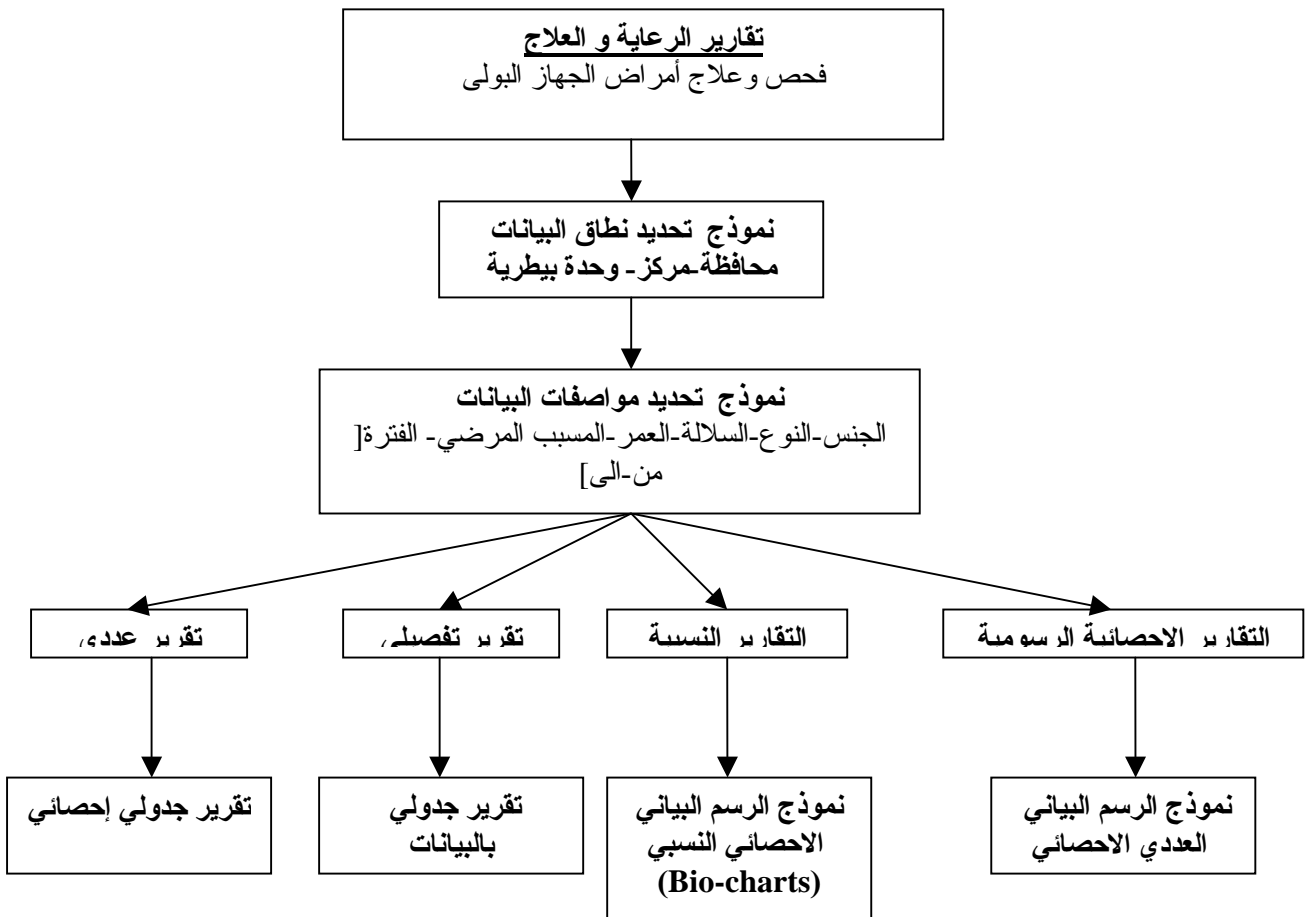 تقارير الرعاية و العلاج
فحص وعلاج أمراض الجهاز البولى
نموذج تحديد نطاق البيانات
محافظة-مركز- وحدة بيطرية
نموذج تحديد مواصفات البيانات
الجنس-النوع-السلالة-العمر-المسبب المرضي- الفترة[
من-الى]
التقارير الاحصائية الرسومية
التقارير النسبية
تقرير تفصيلي
تقرير عددي
نموذج الرسم البياني
العددي الاحصائي
نموذج الرسم البياني
الاحصائي النسبي
(Bio-charts)
تقرير جدولي
بالبيانات
تقرير جدولي إحصائي